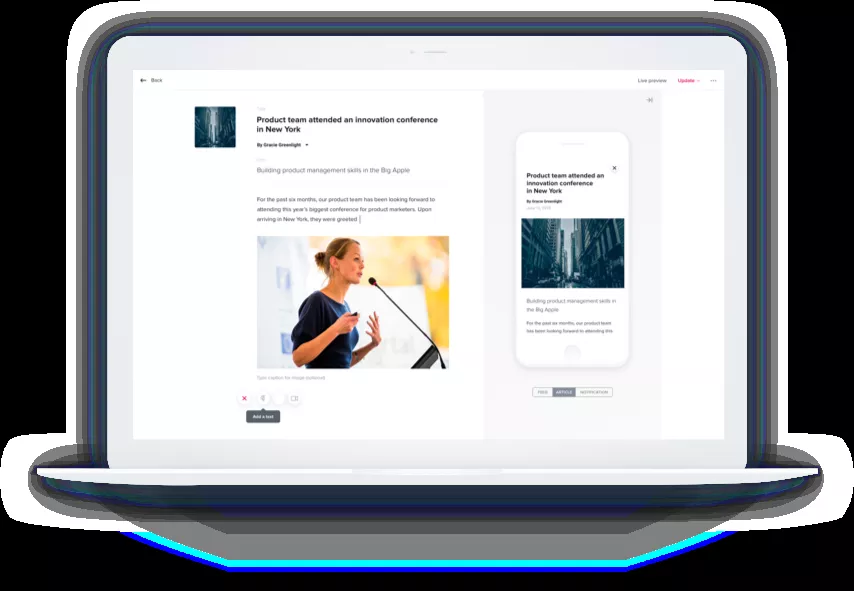 Back
Live preview
Update
Product team attended an innovation conference
in New York
By Gracie Greenlight
Building product management skills in the Big Apple
For the past six months, our product team has been looking forward to
attending this year's biggest conference for product marketers. Upon
arriving in New York, they were greeted
Type caption for image (optional)
Add a text
Product team attended an
innovation conference
in New York
By Gracie Greenlight
Building product management skills in
the Big Apple
For the past six months, our product team
has been looking forward to attending this
FEED
ARTICLE
NOTIFICATION